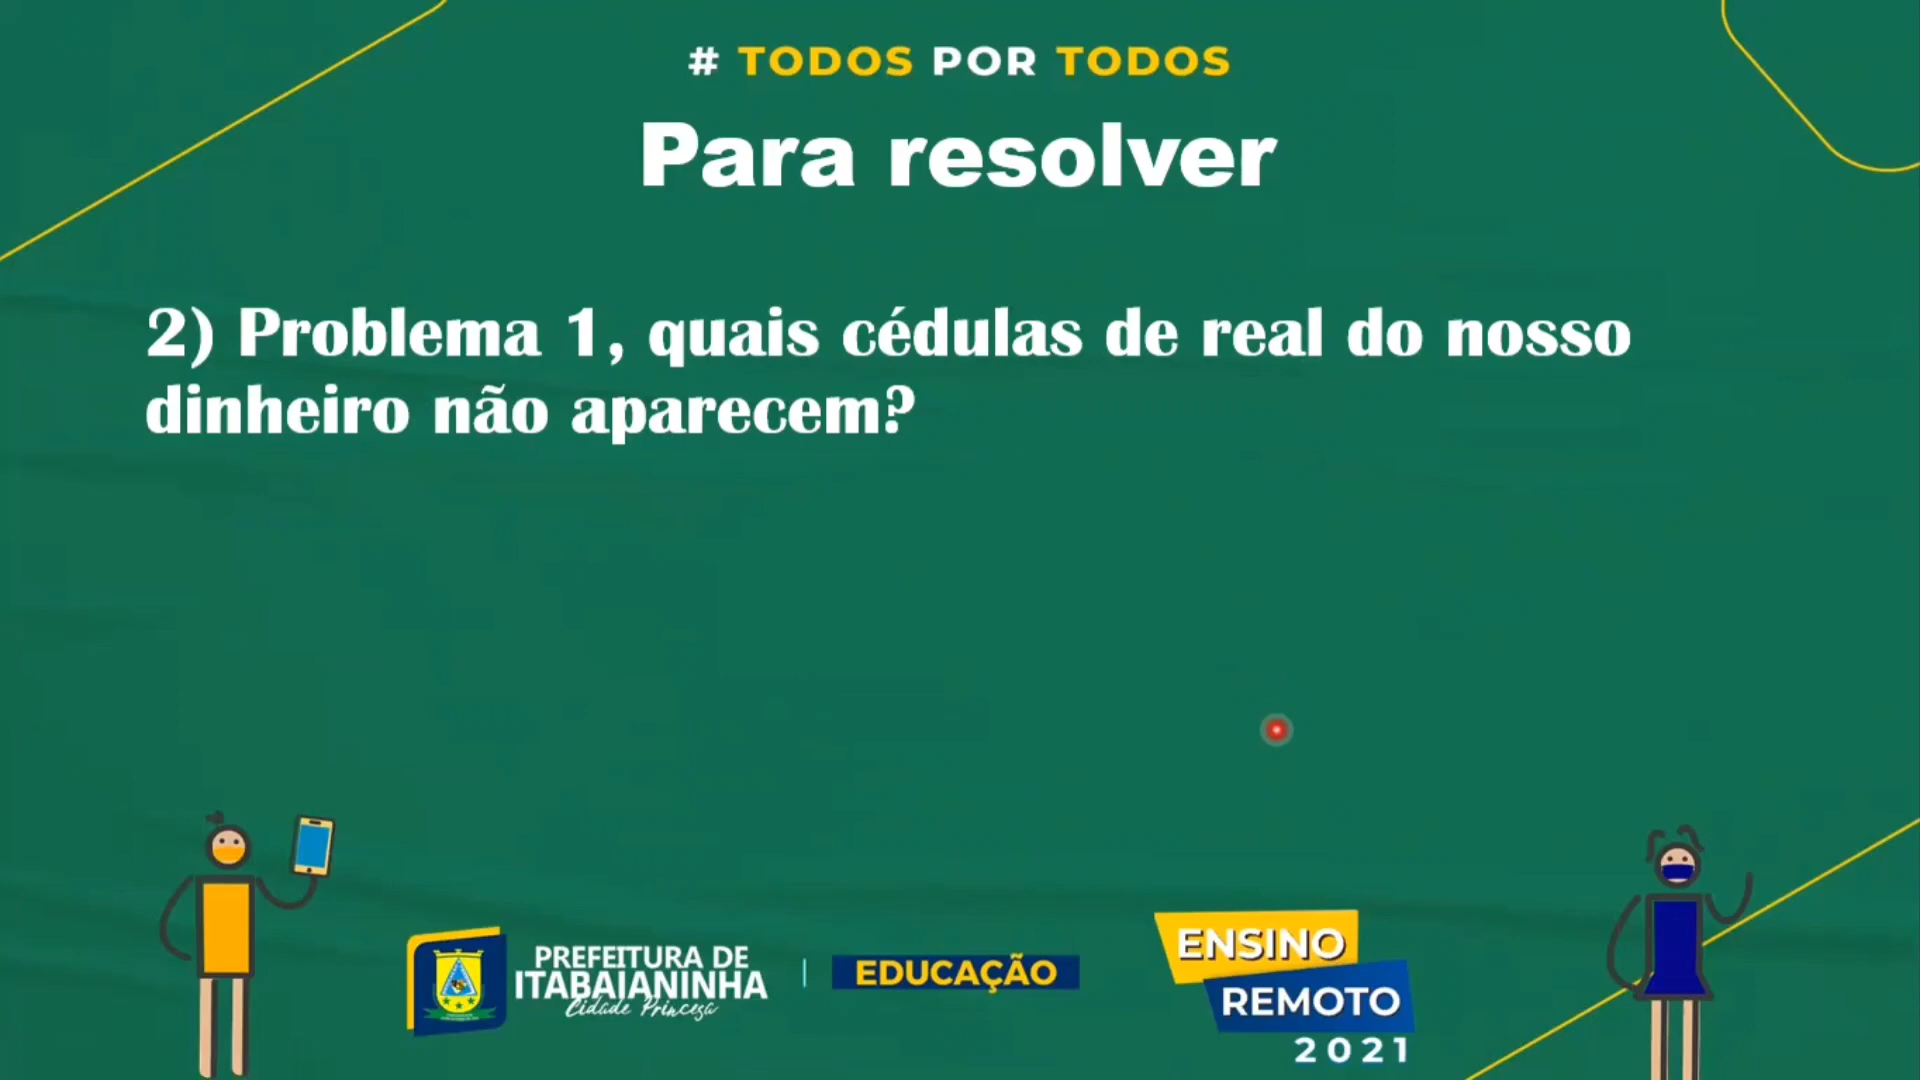 # TODOS POR TODOS
Para resolver
2) Problema 1, quais cédulas de real do nosso
dinheiro não aparecem?
PREFEITURA DE
ITABAIANINHA
Cidade Princesa
EDUCAÇÃO
ENSINO
REMOTO
2021